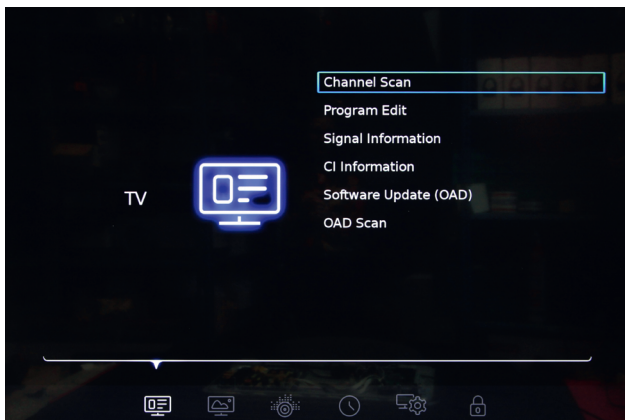 Channel Scan
Program Edit
Signal Information
CI Information
TV
Software Update (OAD)
OAD Scan